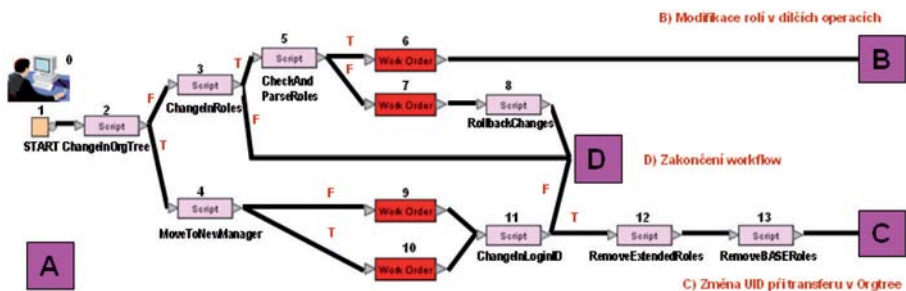 B) Modifikace rolí v dílčích operacích
0
5
T
6
Script
Work Order
B
3
T
CheckAnd
ParseRoles
F
Script
7
8
F
ChangeInRoles
Work Order
Script
1
2
Script
F
RollbackChanges
START ChangeInOrgTree
T
D
D) Zakončení workflow
4
F
9
F
Script
Work Order
11
T
12
13
MoveToNewManager
T
Script
Script
Script
C
10
ChangeInLoginID
RemoveExtendedRoles
RemoveBASERoles
A
Work Order
C) Změna UID při transferu v Orgtree